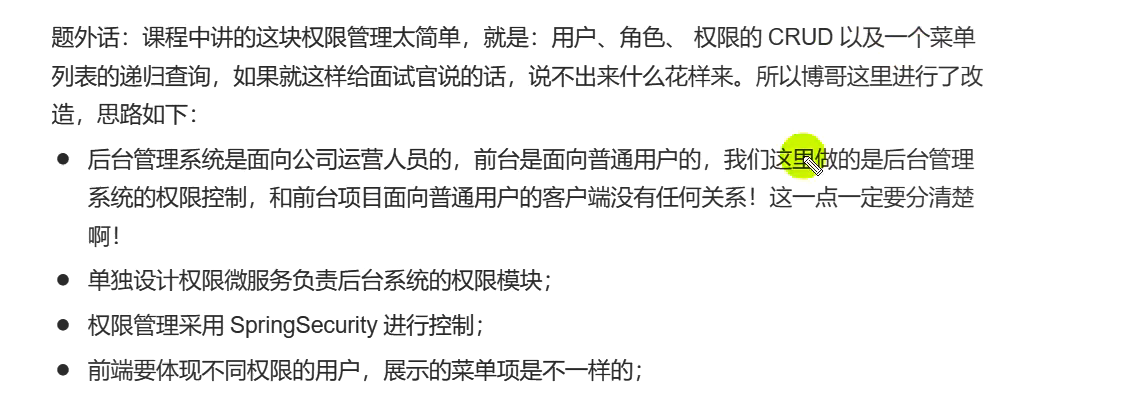 题外话：课程中讲的这块权限管理太简单，就是：用户、角色、 权限的 CRUD 以及一个菜单
列表的递归查询，如果就这样给面试官说的话，说不出来什么花样来。所以博哥这里进行了改
造，思路如下：
● 后台管理系统是面向公司运营人员的，前台是面向普通用户的，我们这里做的是后台管理
系统的权限控制，和前台项目面向普通用户的客户端没有任何关系！这一点一定要分清楚
啊！
● 单独设计权限微服务负责后台系统的权限模块；
● 权限管理采用 SpringSecurity 进行控制；
● 前端要体现不同权限的用户，展示的菜单项是不一样的；